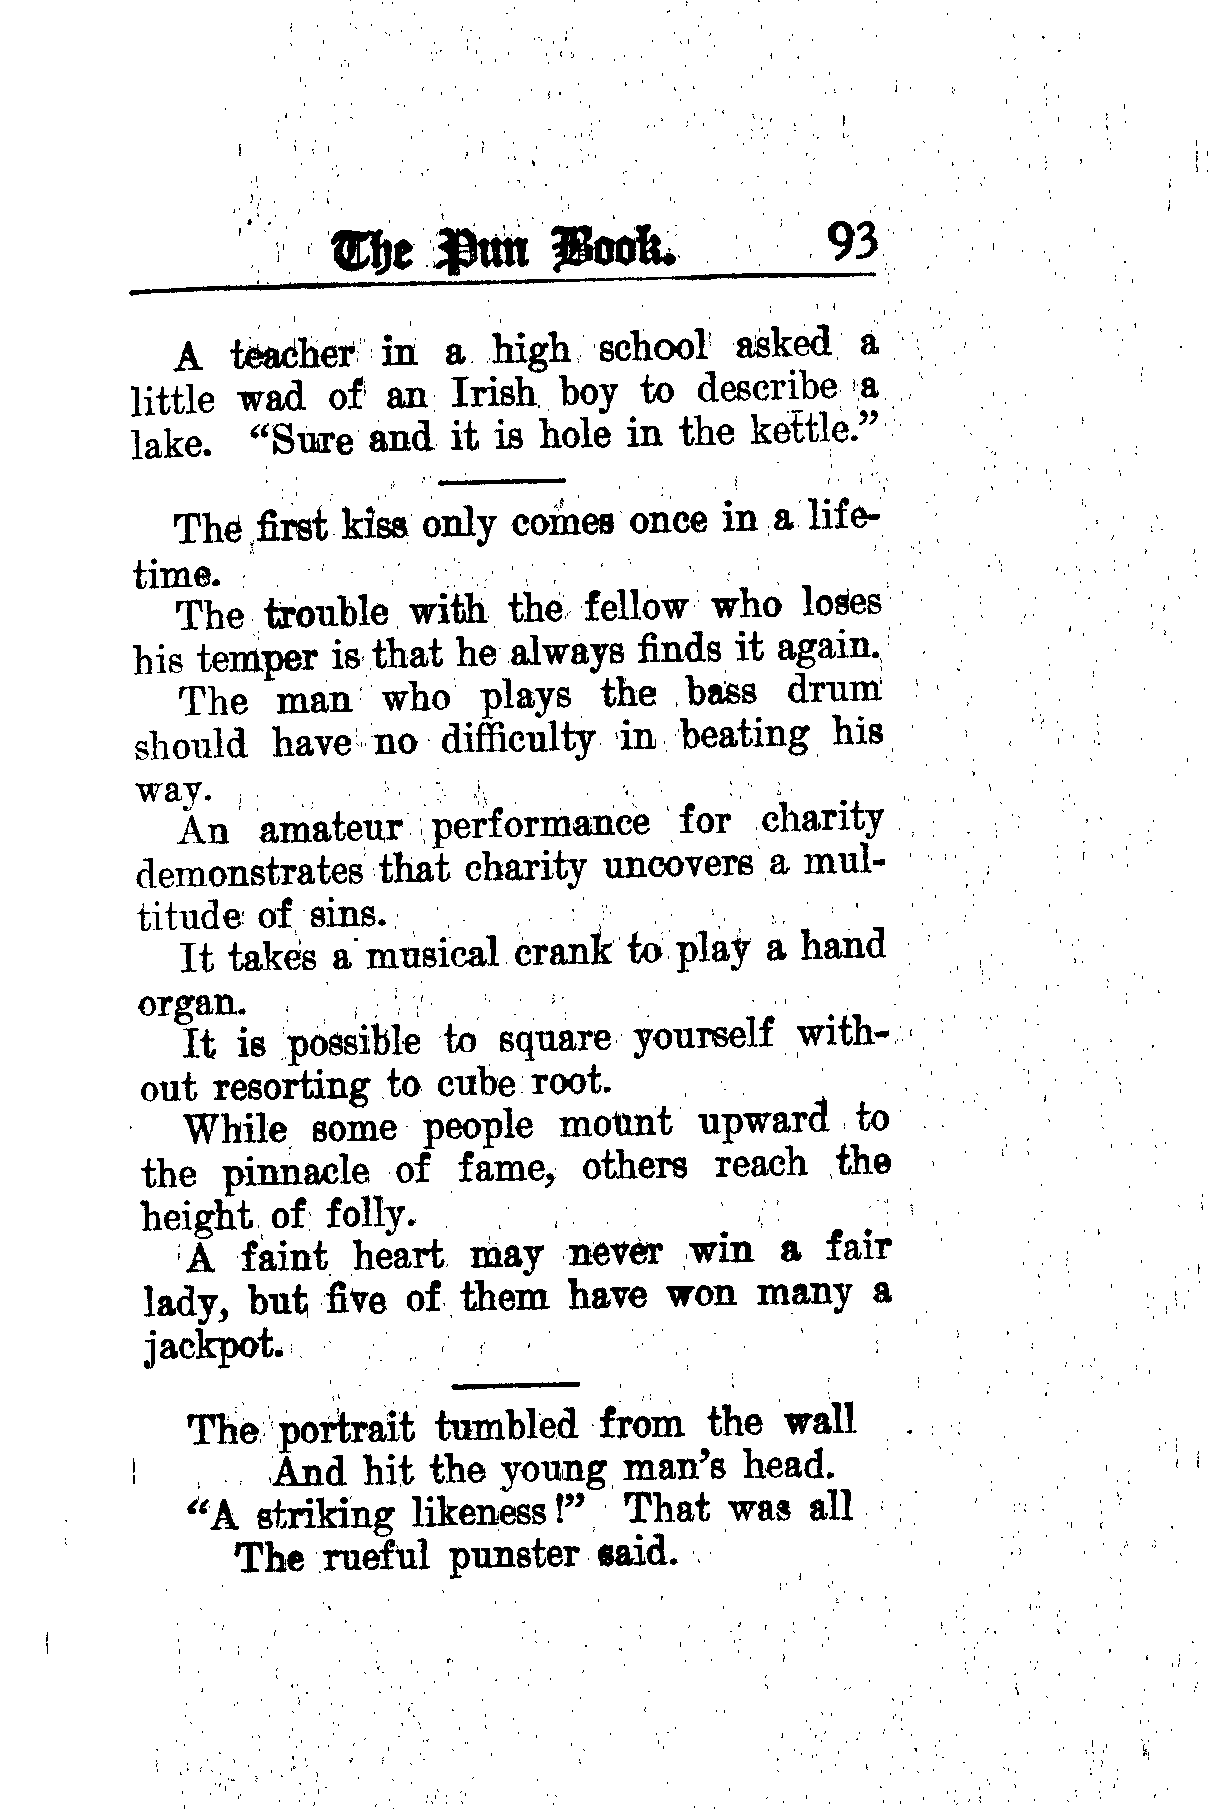 The Pun Book. 93
A teacher in a high school asked a
little wad of an Irish boy to describe a
lake. “Sure and it is hole in the kettle.”
The first kiss only comes once in a life-
time.
The trouble with the fellow who loses
his temper is that he always finds it again.
The man who plays the bass drum
should have no difficulty in beating his
way.
An amateur performance for charity
demonstrates that charity uncovers a mul-
titude of sins.
It takes a musical crank to play a hand
organ.
It is possible to square yourself with-
out resorting to cube root.
While some people mount upward to
the pinnacle of fame, others reach the
height of folly.
A faint heart may never win a fair
lady, but five of them have won many a
jackpot.
The portrait tumbled from the wall
And hit the young man’s head.
“A striking likeness!” That was all
The rueful punster said.